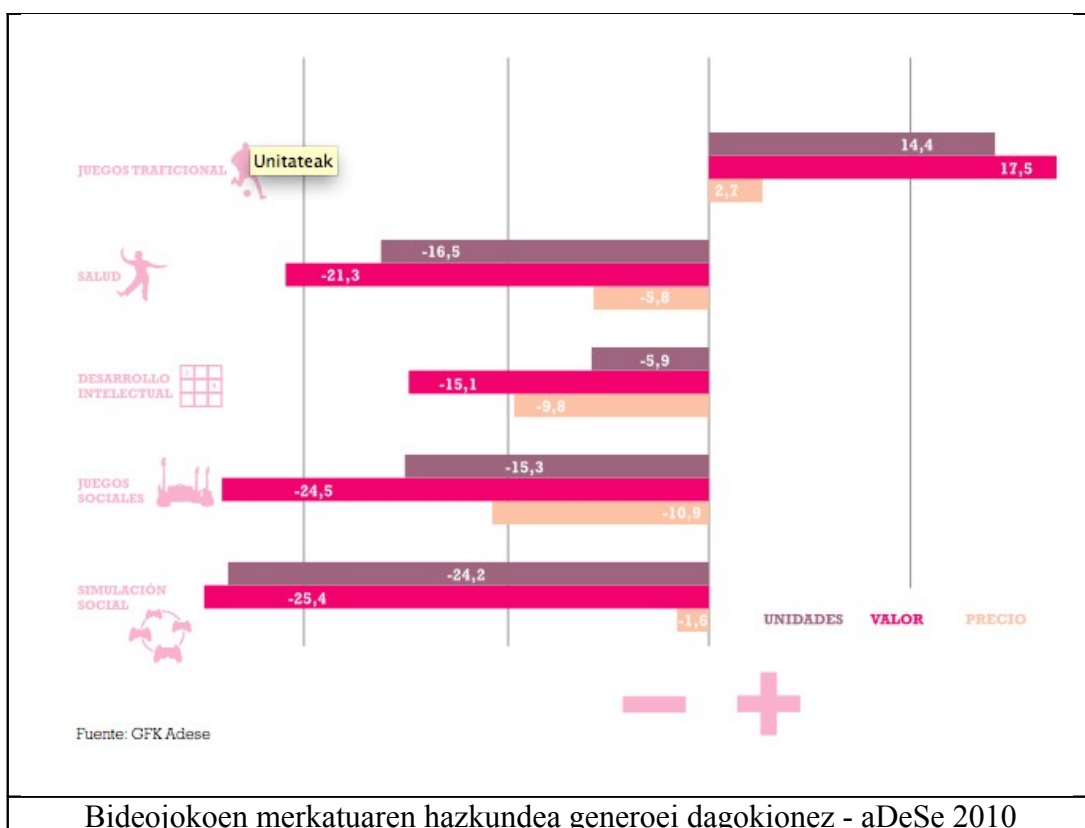 JUEGOS TRAFICIONAL
Unitateak
14,4
17,5
2,7
SALUD
-16,5
-21,3
-5,8
DESARROLLO
INTELECTUAL
-5,9
-15,1
-9,8
JUEGOS
SOCIALES
-15,3
-24,5
-10,9
SIMULACIÓN
SOCIAL
-24,2
-25,4
-1,6
UNIDADES VALOR PRECIO
Fuente: GFK Adese
Bideojokoen merkatuaren hazkundea generoei dagokionez - aDeSe 2010